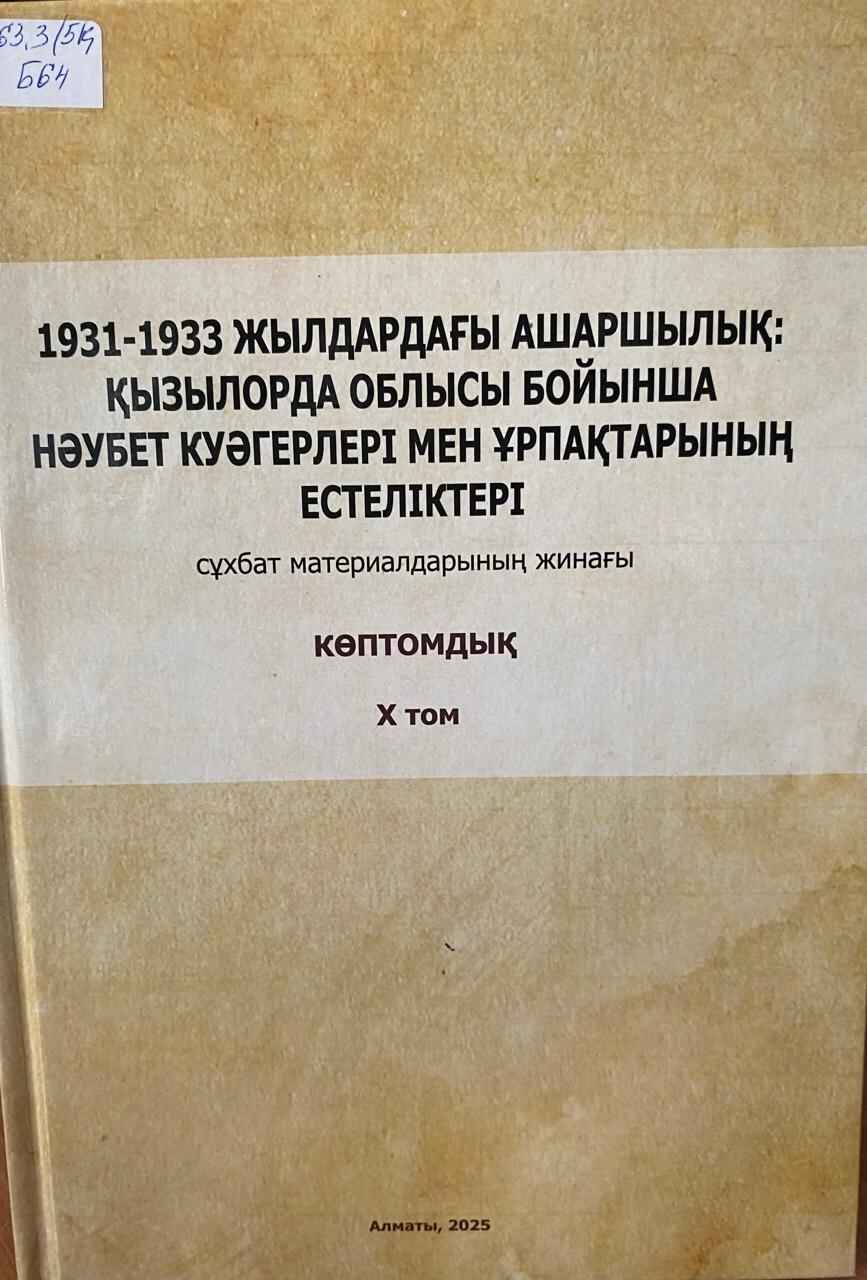 63.3(5Қ
Б64
1931-1933 ЖЫЛДАРДАҒЫ АШАРШЫЛЫҚ:
ҚЫЗЫЛОРДА ОБЛЫСЫ БОЙЫНША
НӘУБЕТ КУӘГЕРЛЕРІ МЕН ҰРПАҚТАРЫНЫҢ
ЕСТЕЛІКТЕРІ
сұхбат материалдарының жинағы
КӨПТОМДЫҚ
X том
Алматы, 2025